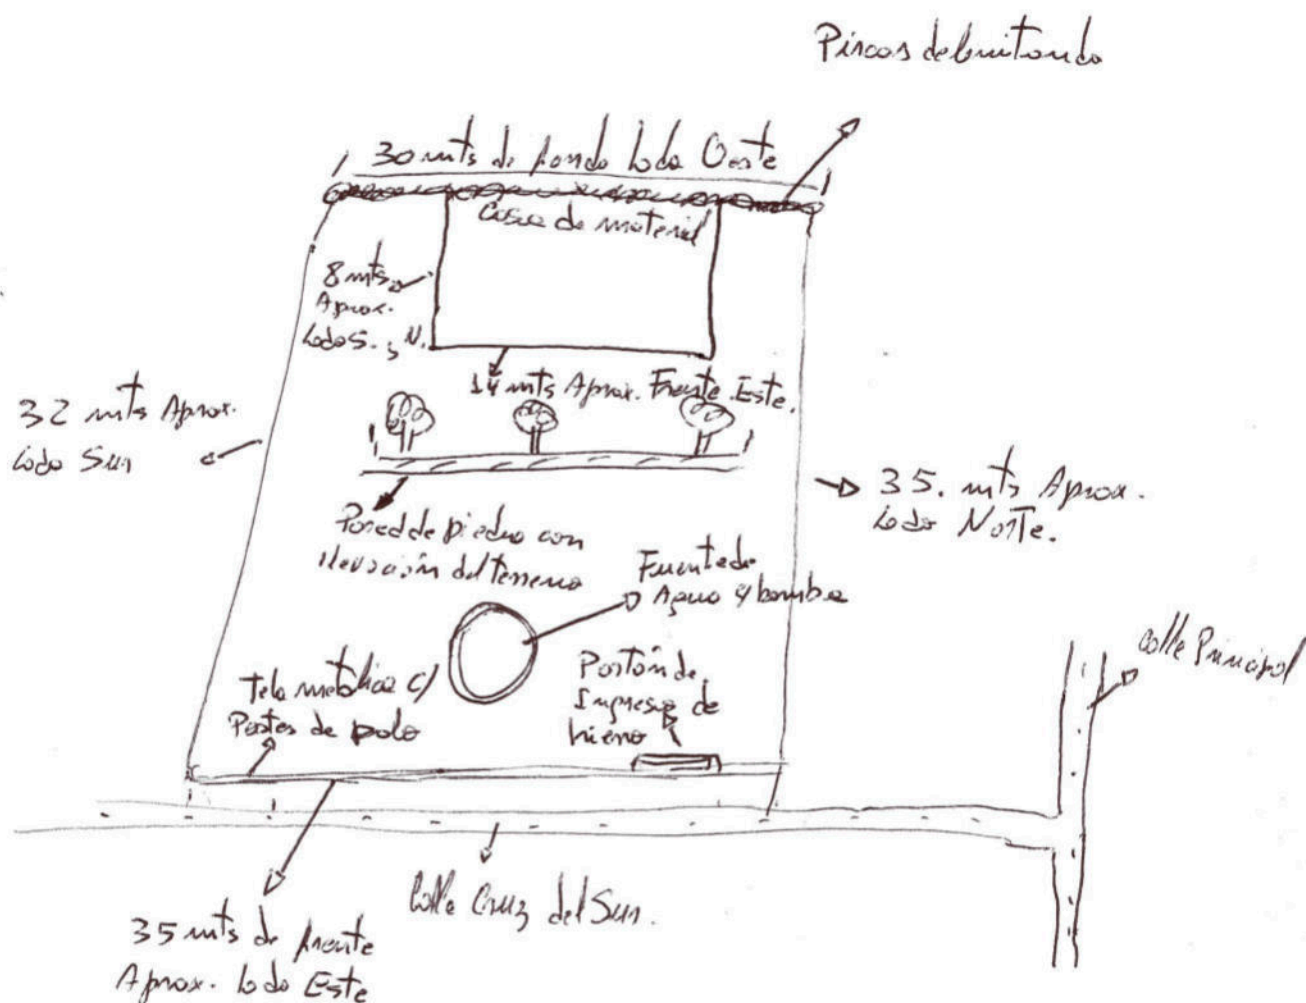 Pircas delimitando
30 mts de fondo lado Oeste
Casa de material
8 mts
Aprox.
lado S. y N.
14 mts Aprox. Frente Este.
32 mts Aprox.
lado Sur
35. mts Aprox.
lado Norte.
Pared de piedra con
elevación del terreno
Fuente de
Agua y bomba
Calle Principal
Tela metálica c/
Postes de palo
Portón de
Ingreso de
hierro
Calle Cruz del Sur.
35 mts de frente
Aprox. lado Este